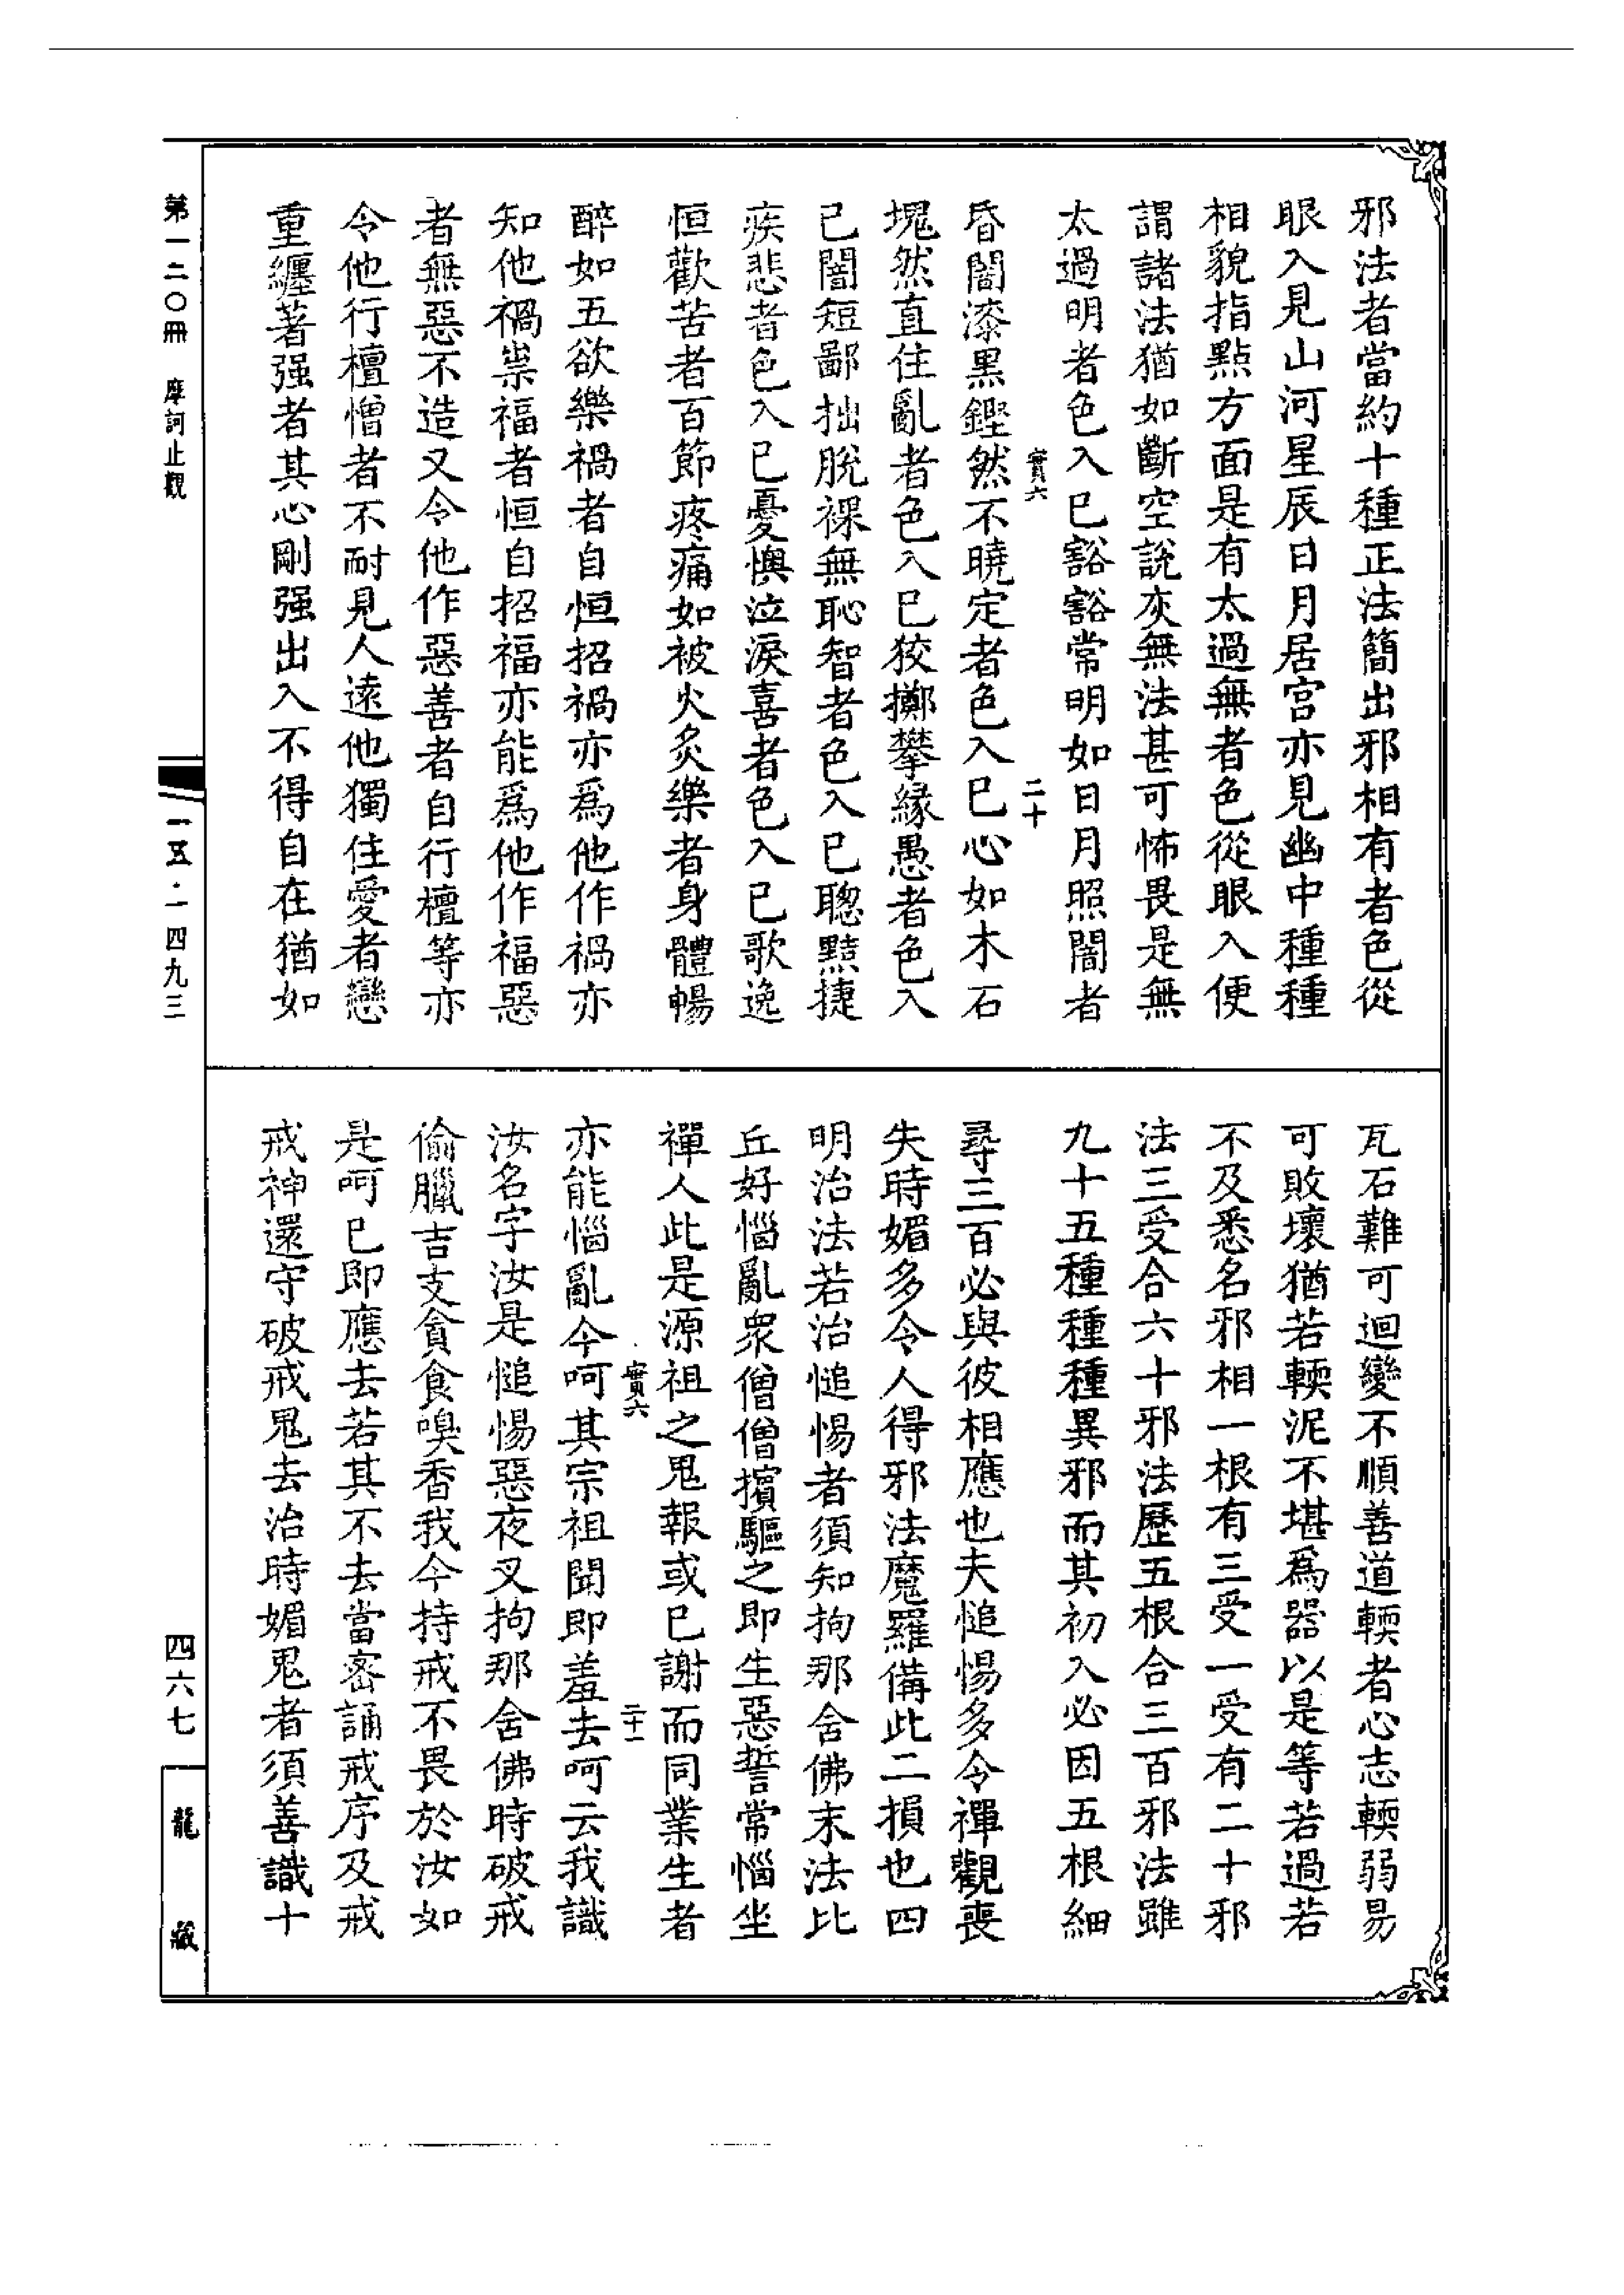 邪法者當約十種正法簡出邪相有者色從
眼入見山河星辰日月居宮亦見幽中種種
相貌指點方面是有太過無者色從眼入便
謂諸法猶如斷空說灰無法甚可怖畏是無
太過明者色入已豁豁常明如日月照闇者
實六
二十
昏闇漆黑鏗然不曉定者色入已心如木石
塊然直住亂者色入已狡擲攀緣愚者色入
已闇短鄙拙脫裸無恥智者色入已聰黠捷
疾悲者色入已憂懊泣淚喜者色入已歌逸
恒歡苦者百節疼痛如被火炙樂者身體暢
醉如五欲樂禍者自恒招禍亦爲他作禍亦
知他禍祟福者恒自招福亦能爲他作福惡
者無惡不造又令他作惡善者自行檀等亦
令他行檀憎者不耐見人遠他獨住愛者戀
重纏著强者其心剛强出入不得自在猶如
瓦石難可迴變不順善道輭者心志輭弱易
可敗壞猶若輭泥不堪爲器以是等若過若
不及悉名邪相一根有三受一受有二十邪
法三受合六十邪法歷五根合三百邪法雖
九十五種種種異邪而其初入必因五根細
尋三百必與彼相應也夫𢠿惕多令禪觀喪
失時媚多令人得邪法魔羅備此二損也四
明治法若治𢠿惕者須知拘那含佛末法比
丘好惱亂衆僧僧擯驅之即生惡誓常惱坐
禪人此是源祖之鬼報或已謝而同業生者
實六
二十一
亦能惱亂今呵其宗祖聞即羞去呵云我識
汝名字汝是𢠿惕惡夜叉拘那含佛時破戒
偷臘吉支貪食嗅香我今持戒不畏於汝如
是呵已即應去若其不去當密誦戒序及戒
戒神還守破戒鬼去治時媚鬼者須善識十
第一二〇冊 摩訶止觀
一五·一四九三
四六七
龍藏